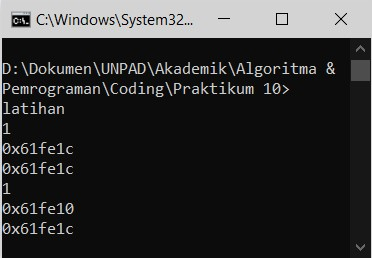 C:\Windows\System32...
D:\Dokumen\UNPAD\Akademik\Algoritma &
Pemrograman\Coding\Praktikum 10>
latihan
1
0x61fe1c
0x61fe1c
1
0x61fe10
0x61fe1c